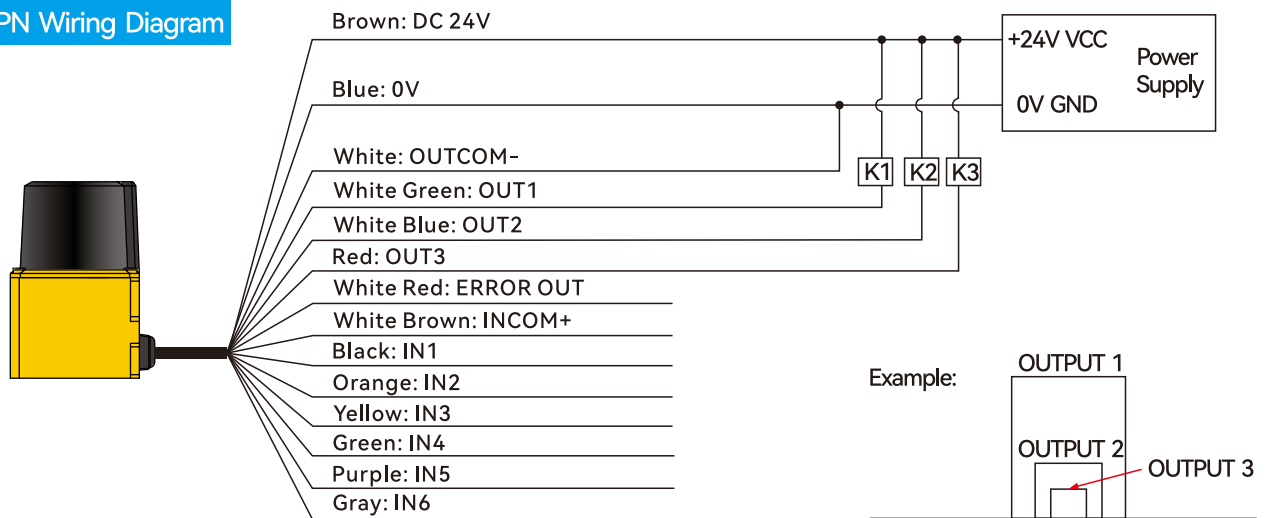 PN Wiring Diagram
Brown: DC 24V
+24V VCC
Power
Supply
Blue: 0V
0V GND
White: OUTCOM-
K1
K2
K3
White Green: OUT1
White Blue: OUT2
Red: OUT3
White Red: ERROR OUT
White Brown: INCOM+
Black: IN1
Orange: IN2
Yellow: IN3
Green: IN4
Purple: IN5
Gray: IN6
Example:
OUTPUT 1
OUTPUT 2
OUTPUT 3